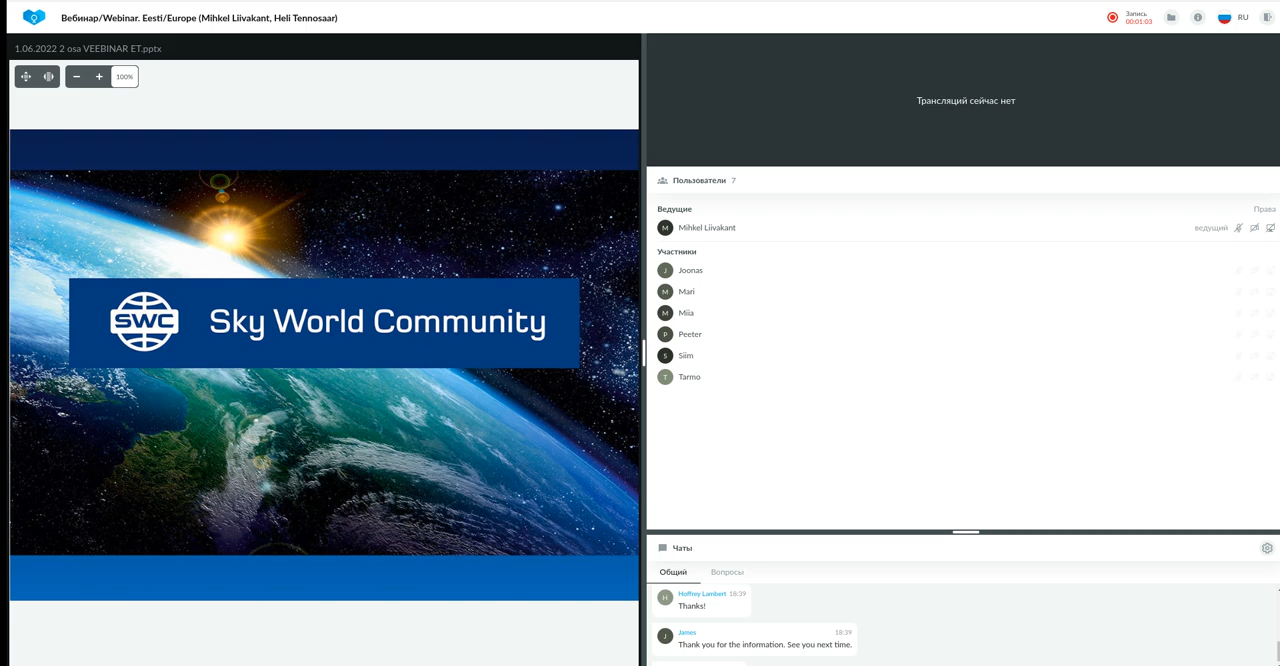 Вебинар/Webinar. Eesti/Europe (Mihkel Liivakant, Heli Tennosaar)
Запись
00:01:03
RU
1.06.2022 2 osa VEEBINAR ET.pptx
100%
SWC Sky World Community
Трансляций сейчас нет
Пользователи 7
Ведущие Права
M Mihkel Liivakant ведущий
Участники
J Joonas
M Mari
M Miia
P Peeter
S Siim
T Tarmo
Чаты
Общий Вопросы
H Hoffrey Lambert 18:39
Thanks!
J James 18:39
Thank you for the information. See you next time.